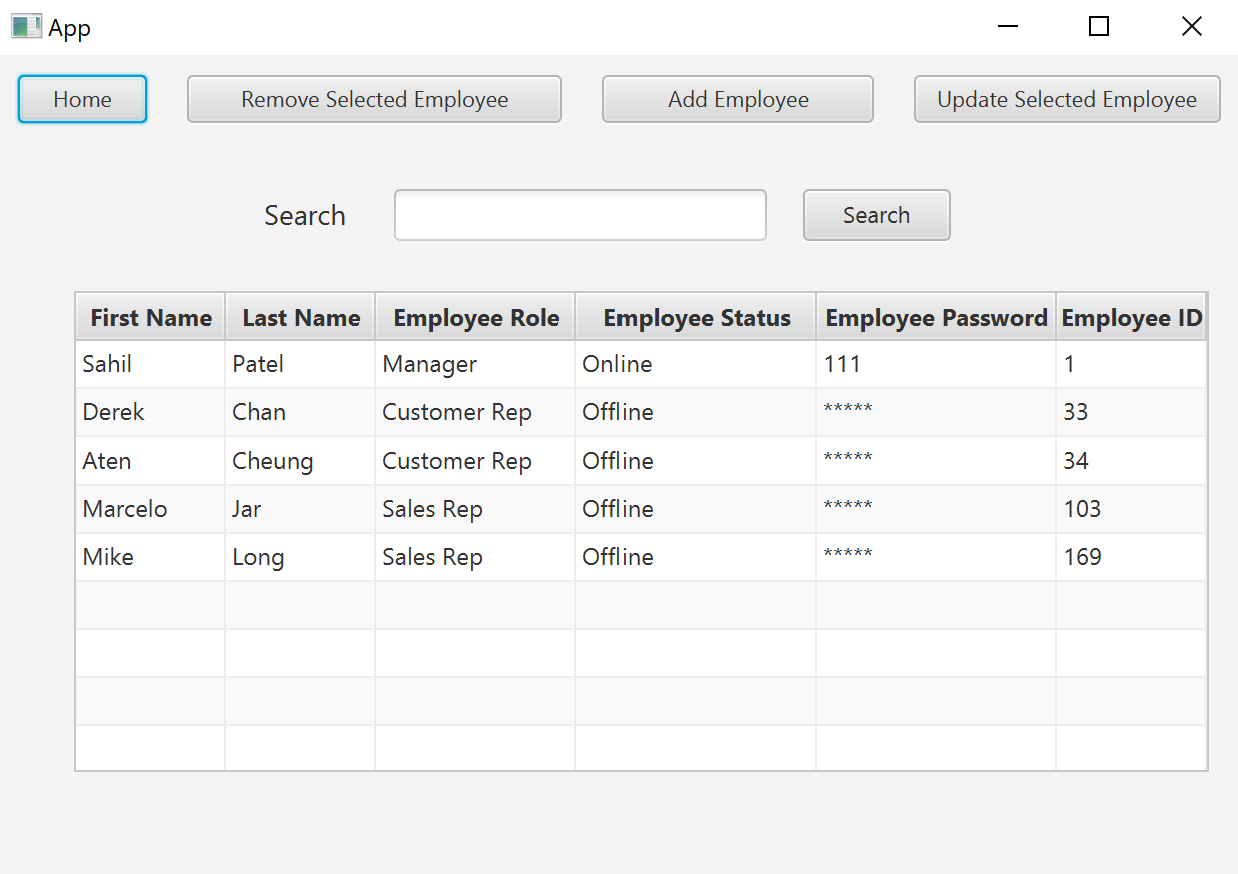 App
Home Remove Selected Employee Add Employee Update Selected Employee
Search Search
First Name Last Name Employee Role Employee Status Employee Password Employee ID
Sahil Patel Manager Online 111 1
Derek Chan Customer Rep Offline ***** 33
Aten Cheung Customer Rep Offline ***** 34
Marcelo Jar Sales Rep Offline ***** 103
Mike Long Sales Rep Offline ***** 169